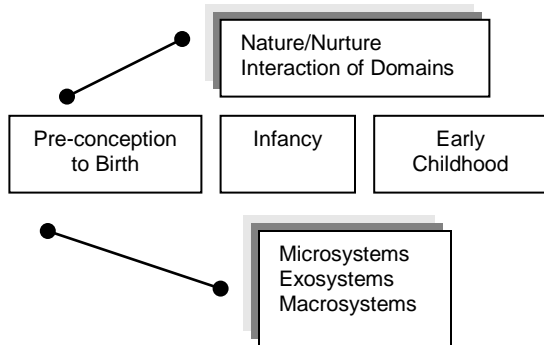 Nature/Nurture
Interaction of Domains
Pre-conception
to Birth
Infancy
Early
Childhood
Microsystems
Exosystems
Macrosystems